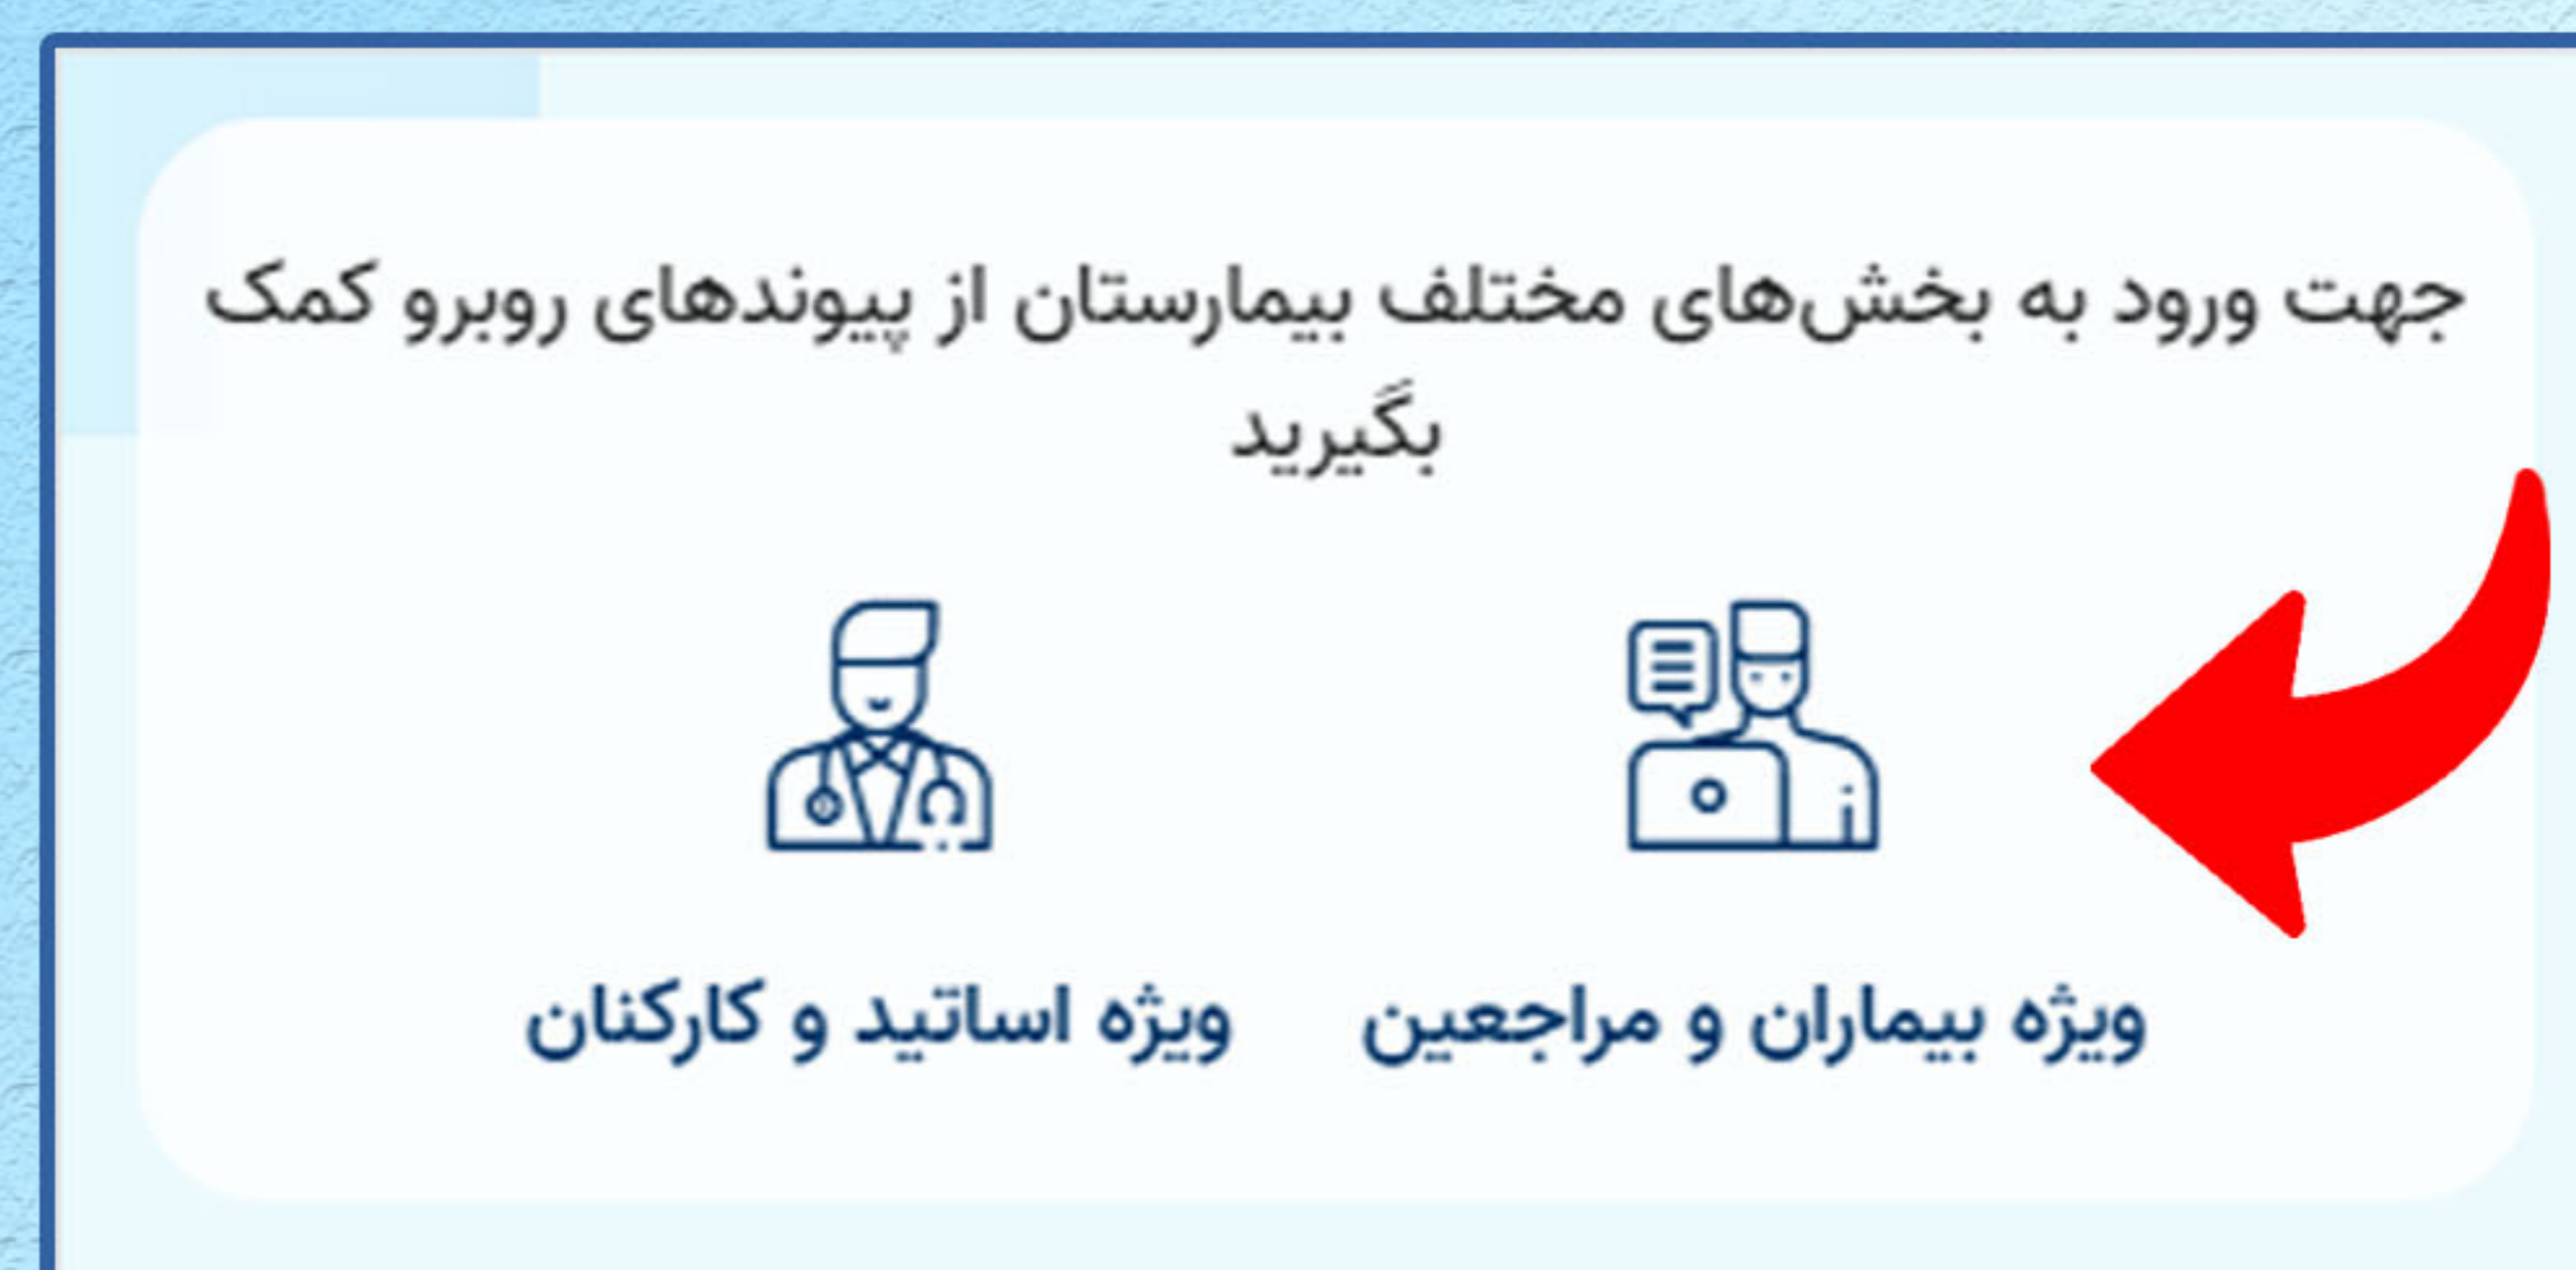 جهت ورود به بخش‌های مختلف بیمارستان از پیوندهای روبرو کمک
بگیرید
ویژه بیماران و مراجعین
ویژه اساتید و کارکنان